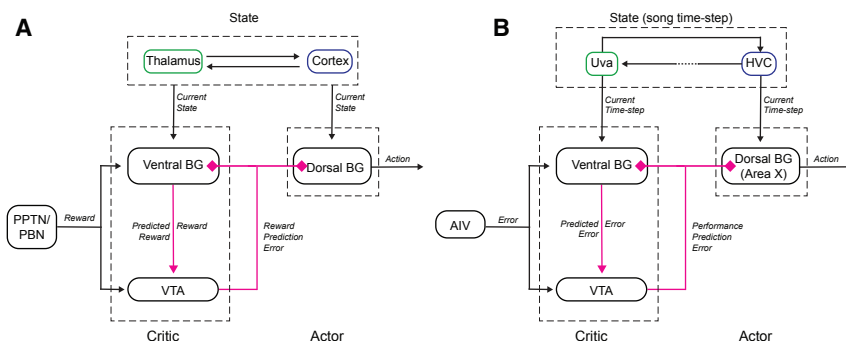 A
State
Thalamus
Cortex
Current
State
Current
State
Ventral BG
Dorsal BG
Action
PPTN/
PBN
Reward
Predicted
Reward
Reward
Reward
Prediction
Error
VTA
Critic
Actor
B
State (song time-step)
Uva
HVC
Current
Time-step
Current
Time-step
Ventral BG
Dorsal BG
(Area X)
Action
AIV
Error
Predicted
Error
Error
Performance
Prediction
Error
VTA
Critic
Actor